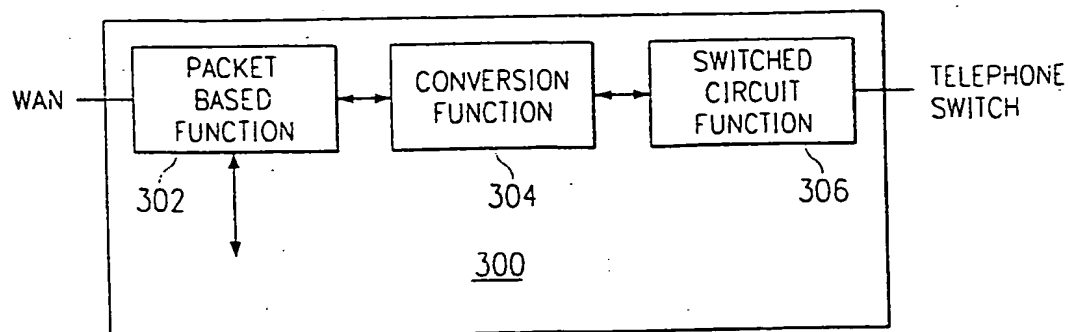 WAN
PACKET
BASED
FUNCTION
302
CONVERSION
FUNCTION
304
SWITCHED
CIRCUIT
FUNCTION
306
TELEPHONE
SWITCH
300